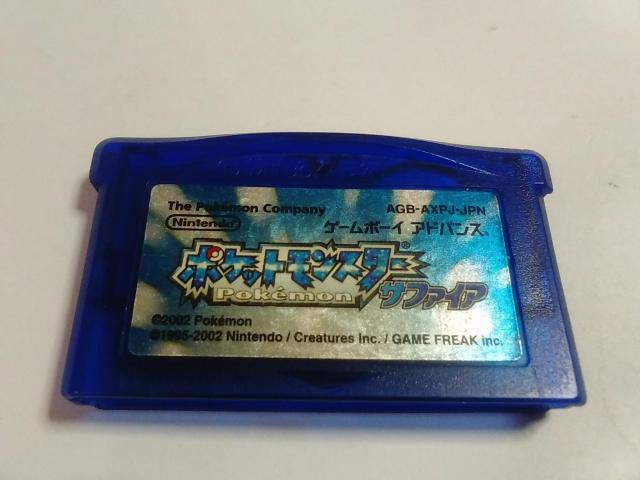 The Pokémon Company AGB-AXPJ-JPN
Nintendo ゲームボーイ アドバンス
ポケットモンスター®
Pokémon サファイア
©2002 Pokémon
©1995-2002 Nintendo / Creatures inc. / GAME FREAK inc.